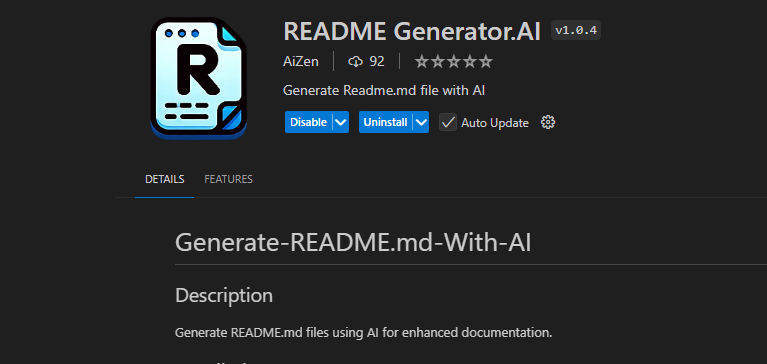 README Generator.AI v1.0.4
AiZen 92
Generate Readme.md file with AI
Disable Uninstall Auto Update
DETAILS FEATURES
Generate-README.md-With-AI
Description
Generate README.md files using AI for enhanced documentation.
R